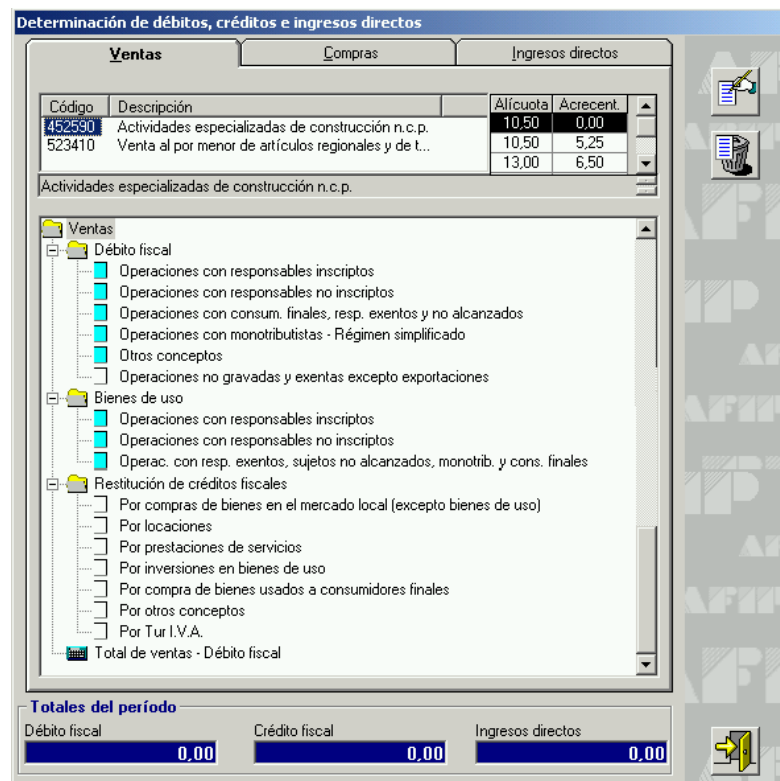 Determinación de débitos, créditos e ingresos directos
Ventas Compras Ingresos directos
Código Descripción Alícuota Acrecent.
452590 Actividades especializadas de construcción n.c.p. 10,50 0,00
523410 Venta al por menor de artículos regionales y de t... 10,50 5,25
13,00 6,50
Actividades especializadas de construcción n.c.p.
Ventas
Débito fiscal
Operaciones con responsables inscriptos
Operaciones con responsables no inscriptos
Operaciones con consum. finales, resp. exentos y no alcanzados
Operaciones con monotributistas - Régimen simplificado
Otros conceptos
Operaciones no gravadas y exentas excepto exportaciones
Bienes de uso
Operaciones con responsables inscriptos
Operaciones con responsables no inscriptos
Operac. con resp. exentos, sujetos no alcanzados, monotrib. y cons. finales
Restitución de créditos fiscales
Por compras de bienes en el mercado local (excepto bienes de uso)
Por locaciones
Por prestaciones de servicios
Por inversiones en bienes de uso
Por compra de bienes usados a consumidores finales
Por otros conceptos
Por Tur I.V.A.
Total de ventas - Débito fiscal
Totales del período
Débito fiscal Crédito fiscal Ingresos directos
0,00 0,00 0,00